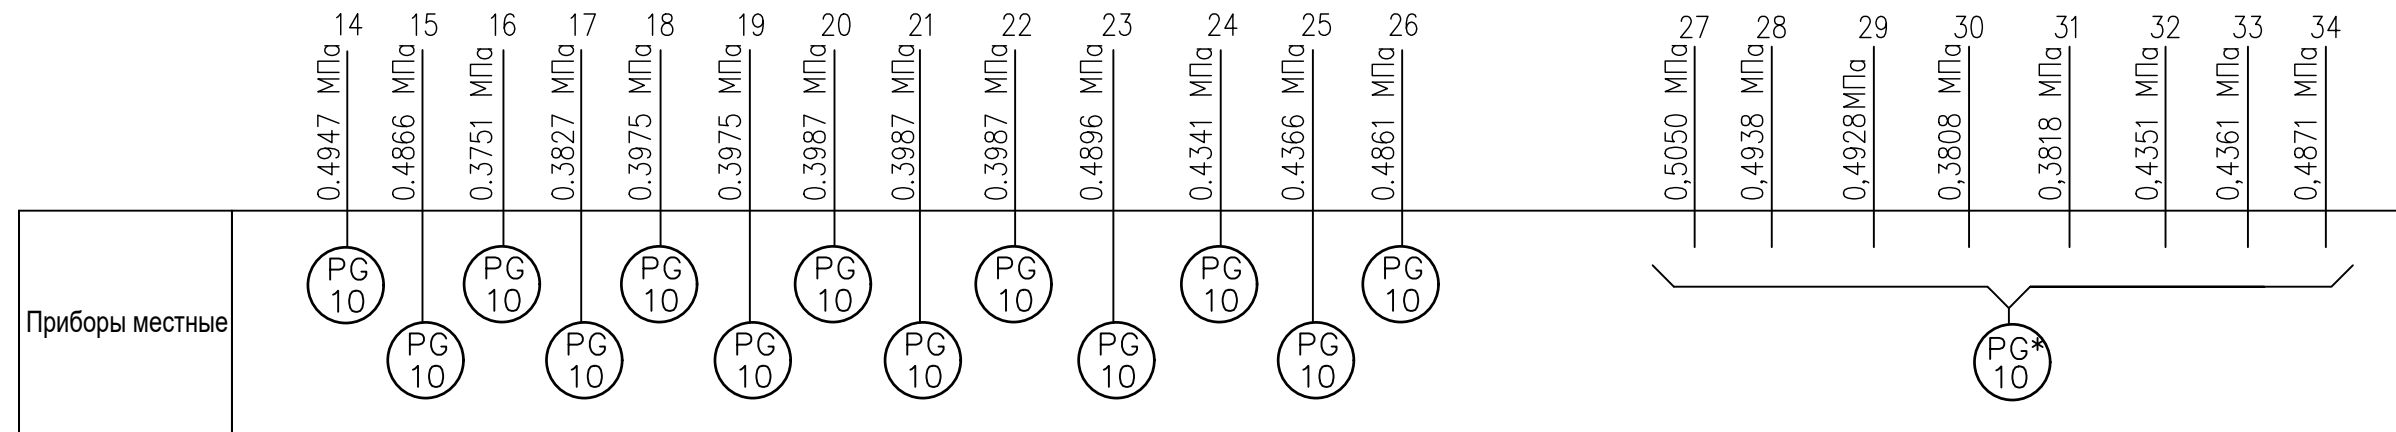 14 15 16 17 18 19 20 21 22 23 24 25 26 27 28 29 30 31 32 33 34
0.4947 МПа
0.4866 МПа
0.3751 МПа
0.3827 МПа
0.3975 МПа
0.3975 МПа
0.3987 МПа
0.3987 МПа
0.3987 МПа
0.4896 МПа
0.4341 МПа
0.4366 МПа
0.4861 МПа
0,5050 МПа
0,4938 МПа
0,4928МПа
0,3808 МПа
0,3818 МПа
0,4351 МПа
0,4361 МПа
0,4871 МПа
Приборы местные
PG
10
PG
10
PG
10
PG
10
PG
10
PG
10
PG
10
PG
10
PG
10
PG
10
PG
10
PG
10
PG
10
PG*
10